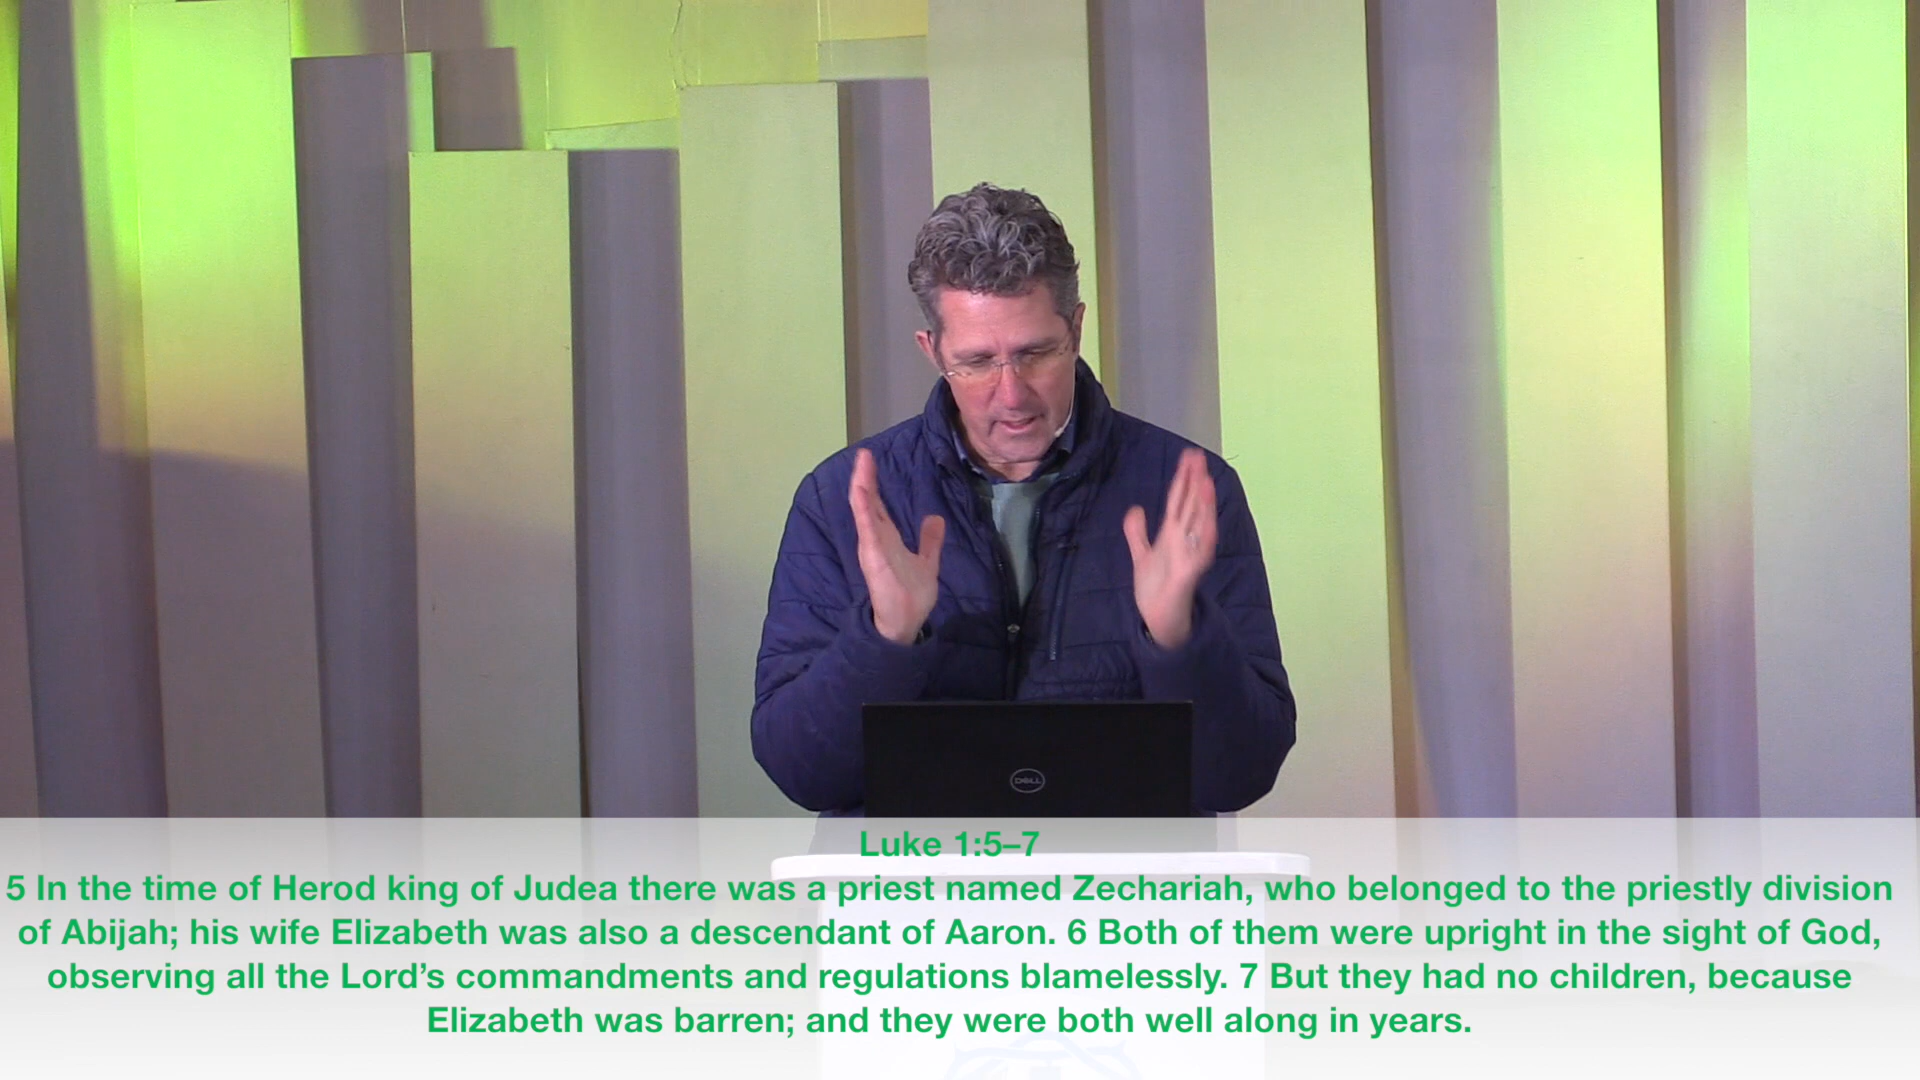 DELL
Luke 1:5–7
5 In the time of Herod king of Judea there was a priest named Zechariah, who belonged to the priestly division
of Abijah; his wife Elizabeth was also a descendant of Aaron. 6 Both of them were upright in the sight of God,
observing all the Lord’s commandments and regulations blamelessly. 7 But they had no children, because
Elizabeth was barren; and they were both well along in years.